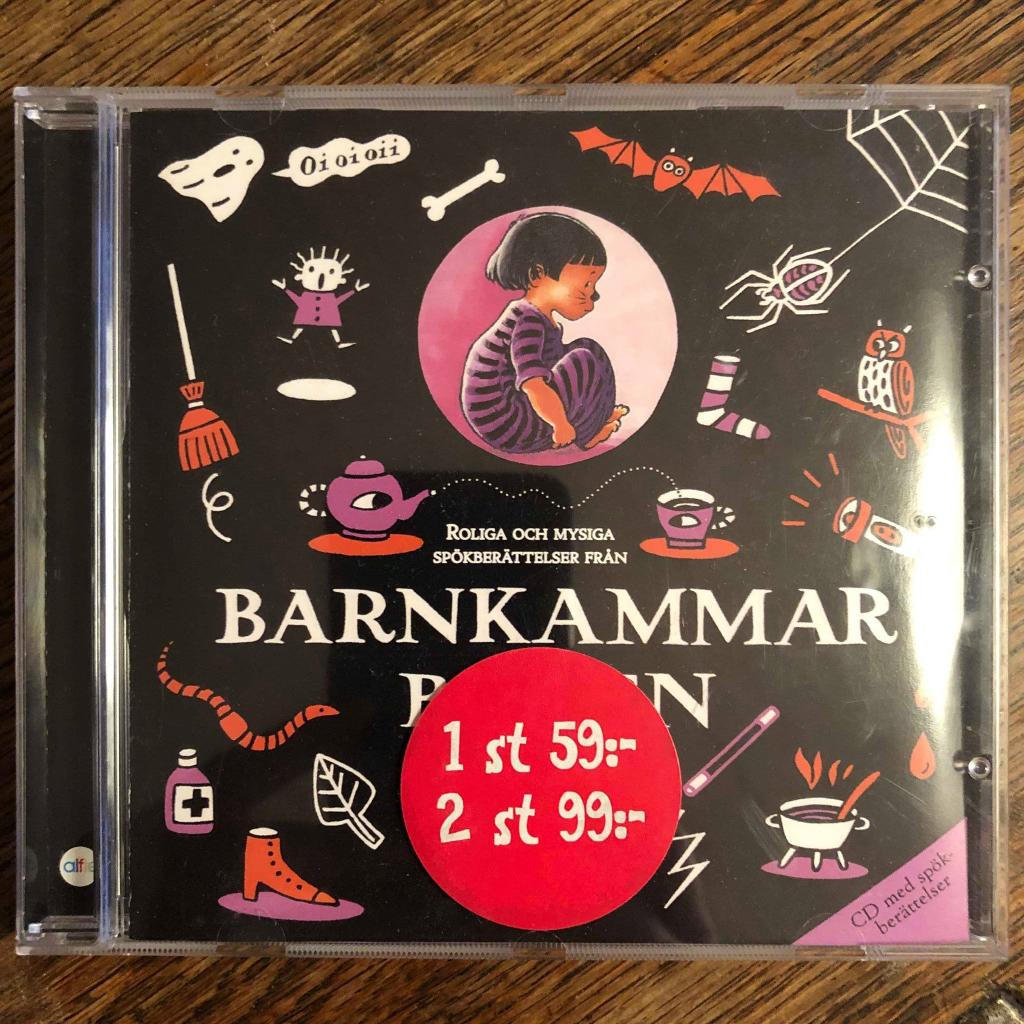 Oi oi oii
ROLIGA OCH MYSIGA
SPÖKBERÄTTELSER FRÅN
BARNKAMMAR
1 st 59:-
2 st 99:-
alfie
CD med spök-
berättelser